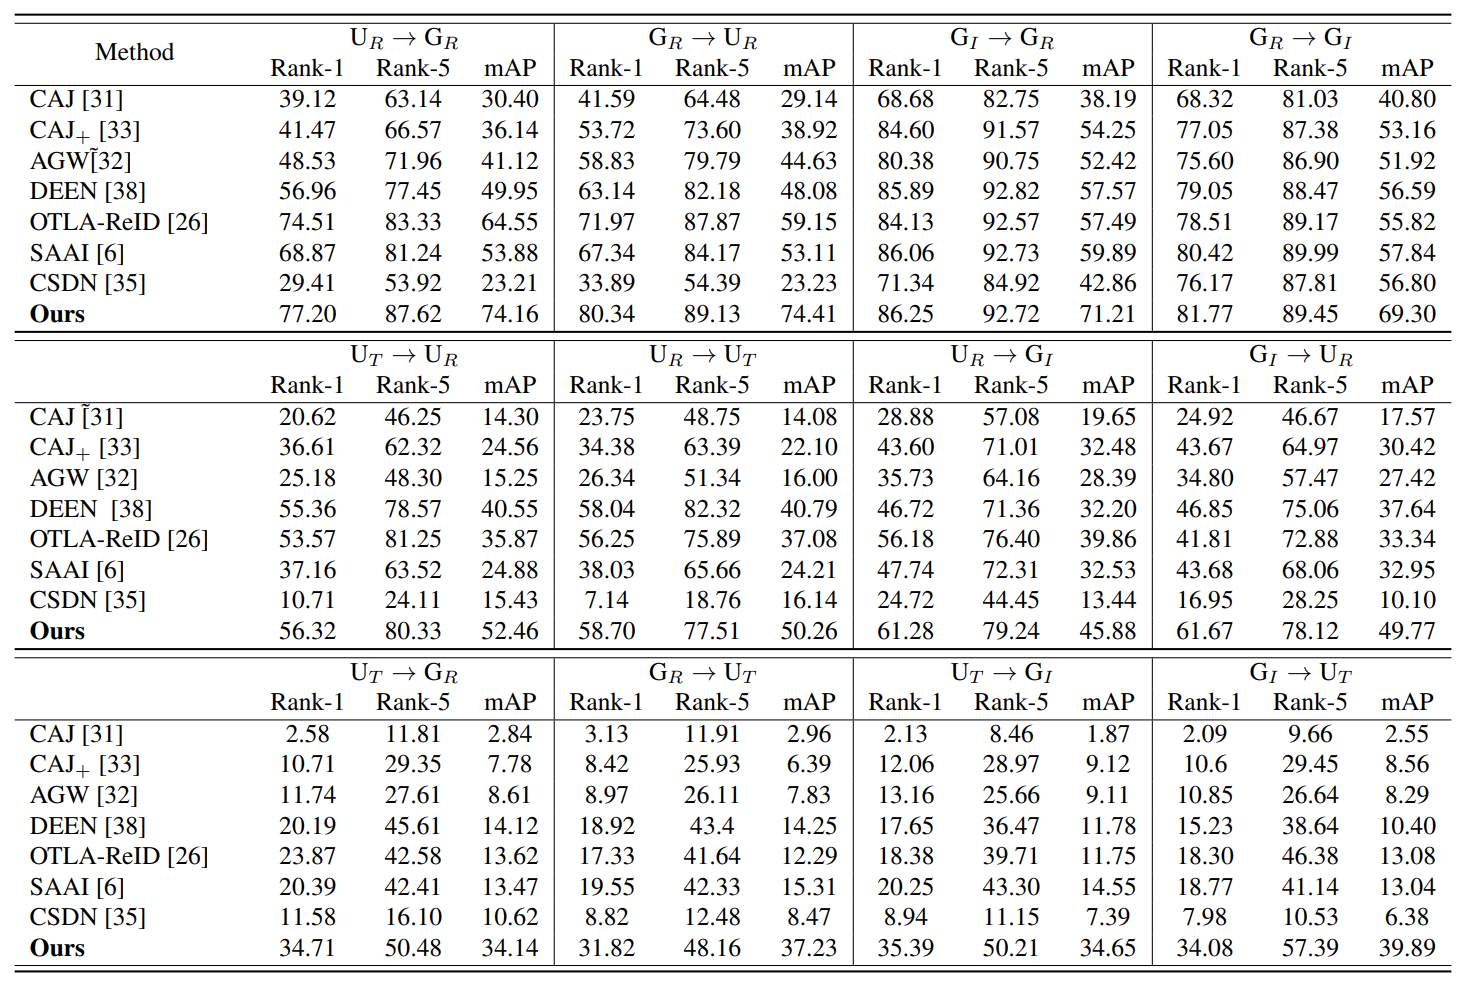 Method U_R → G_R G_R → U_R G_I → G_R G_R → G_I
Rank-1 Rank-5 mAP Rank-1 Rank-5 mAP Rank-1 Rank-5 mAP Rank-1 Rank-5 mAP
CAJ [31] 39.12 63.14 30.40 41.59 64.48 29.14 68.68 82.75 38.19 68.32 81.03 40.80
CAJ_+ [33] 41.47 66.57 36.14 53.72 73.60 38.92 84.60 91.57 54.25 77.05 87.38 53.16
AGW[̃32] 48.53 71.96 41.12 58.83 79.79 44.63 80.38 90.75 52.42 75.60 86.90 51.92
DEEN [38] 56.96 77.45 49.95 63.14 82.18 48.08 85.89 92.82 57.57 79.05 88.47 56.59
OTLA-ReID [26] 74.51 83.33 64.55 71.97 87.87 59.15 84.13 92.57 57.49 78.51 89.17 55.82
SAAI [6] 68.87 81.24 53.88 67.34 84.17 53.11 86.06 92.73 59.89 80.42 89.99 57.84
CSDN [35] 29.41 53.92 23.21 33.89 54.39 23.23 71.34 84.92 42.86 76.17 87.81 56.80
Ours 77.20 87.62 74.16 80.34 89.13 74.41 86.25 92.72 71.21 81.77 89.45 69.30
U_T → U_R U_R → U_T U_R → G_I G_I → U_R
Rank-1 Rank-5 mAP Rank-1 Rank-5 mAP Rank-1 Rank-5 mAP Rank-1 Rank-5 mAP
CAJ [̃31] 20.62 46.25 14.30 23.75 48.75 14.08 28.88 57.08 19.65 24.92 46.67 17.57
CAJ_+ [33] 36.61 62.32 24.56 34.38 63.39 22.10 43.60 71.01 32.48 43.67 64.97 30.42
AGW [32] 25.18 48.30 15.25 26.34 51.34 16.00 35.73 64.16 28.39 34.80 57.47 27.42
DEEN [38] 55.36 78.57 40.55 58.04 82.32 40.79 46.72 71.36 32.20 46.85 75.06 37.64
OTLA-ReID [26] 53.57 81.25 35.87 56.25 75.89 37.08 56.18 76.40 39.86 41.81 72.88 33.34
SAAI [6] 37.16 63.52 24.88 38.03 65.66 24.21 47.74 72.31 32.53 43.68 68.06 32.95
CSDN [35] 10.71 24.11 15.43 7.14 18.76 16.14 24.72 44.45 13.44 16.95 28.25 10.10
Ours 56.32 80.33 52.46 58.70 77.51 50.26 61.28 79.24 45.88 61.67 78.12 49.77
U_T → G_R G_R → U_T U_T → G_I G_I → U_T
Rank-1 Rank-5 mAP Rank-1 Rank-5 mAP Rank-1 Rank-5 mAP Rank-1 Rank-5 mAP
CAJ [31] 2.58 11.81 2.84 3.13 11.91 2.96 2.13 8.46 1.87 2.09 9.66 2.55
CAJ_+ [33] 10.71 29.35 7.78 8.42 25.93 6.39 12.06 28.97 9.12 10.6 29.45 8.56
AGW [32] 11.74 27.61 8.61 8.97 26.11 7.83 13.16 25.66 9.11 10.85 26.64 8.29
DEEN [38] 20.19 45.61 14.12 18.92 43.4 14.25 17.65 36.47 11.78 15.23 38.64 10.40
OTLA-ReID [26] 23.87 42.58 13.62 17.33 41.64 12.29 18.38 39.71 11.75 18.30 46.38 13.08
SAAI [6] 20.39 42.41 13.47 19.55 42.33 15.31 20.25 43.30 14.55 18.77 41.14 13.04
CSDN [35] 11.58 16.10 10.62 8.82 12.48 8.47 8.94 11.15 7.39 7.98 10.53 6.38
Ours 34.71 50.48 34.14 31.82 48.16 37.23 35.39 50.21 34.65 34.08 57.39 39.89